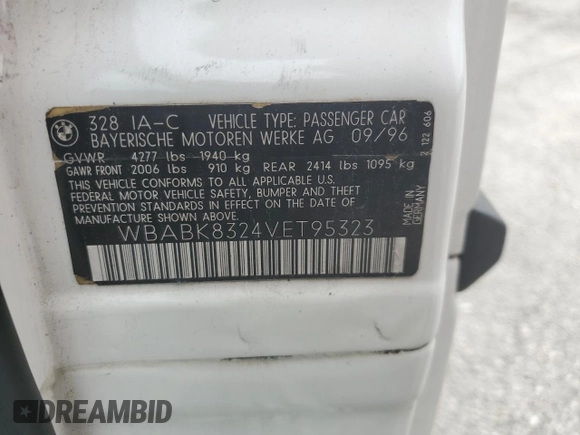 328 IA-C VEHICLE TYPE: PASSENGER CAR
BAYERISCHE MOTOREN WERKE AG 09/96
GVWR 4277 lbs 1940 kg
GAWR FRONT 2006 lbs 910 kg REAR 2414 lbs 1095 kg
THIS VEHICLE CONFORMS TO ALL APPLICABLE U.S.
FEDERAL MOTOR VEHICLE SAFETY, BUMPER AND THEFT
PREVENTION STANDARDS IN EFFECT ON THE DATE OF
MANUFACTURE SHOWN ABOVE.
WBABK8324VET95323
MADE IN
GERMANY
2 122 606
DREAMBID